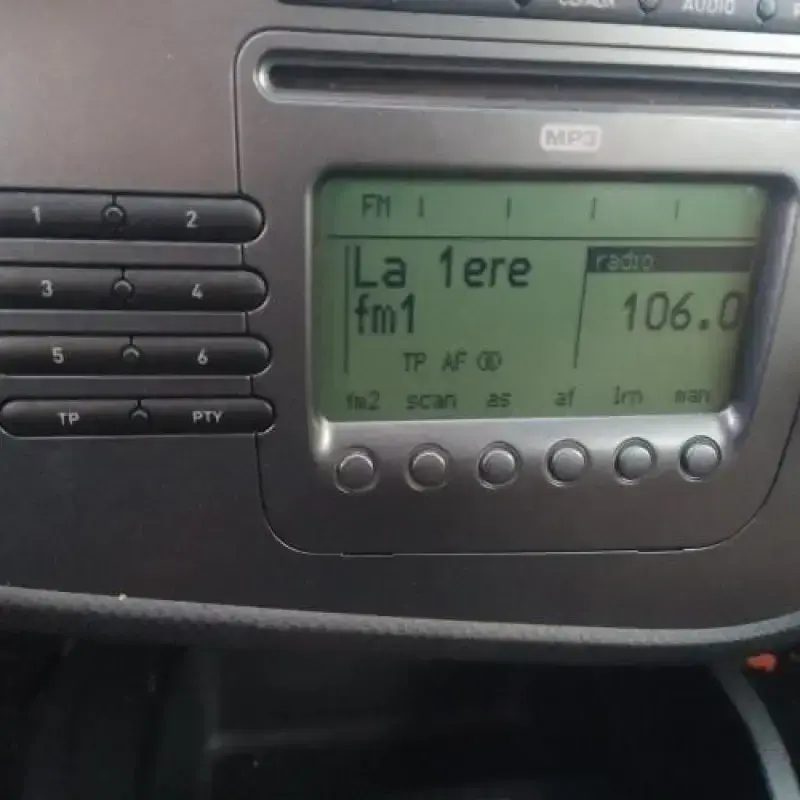 AUDIO
MP3
1 2
3 4
5 6
TP PTY
FM
La 1ere
fm1
radio
106.0
TP AF
fm2 scan as af lrn man